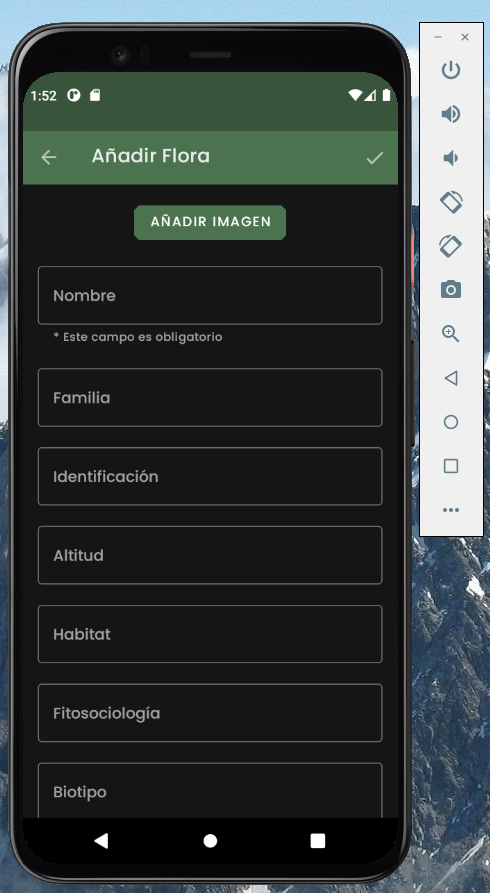 1:52
Añadir Flora
AÑADIR IMAGEN
Nombre
* Este campo es obligatorio
Familia
Identificación
Altitud
Habitat
Fitosociología
Biotipo